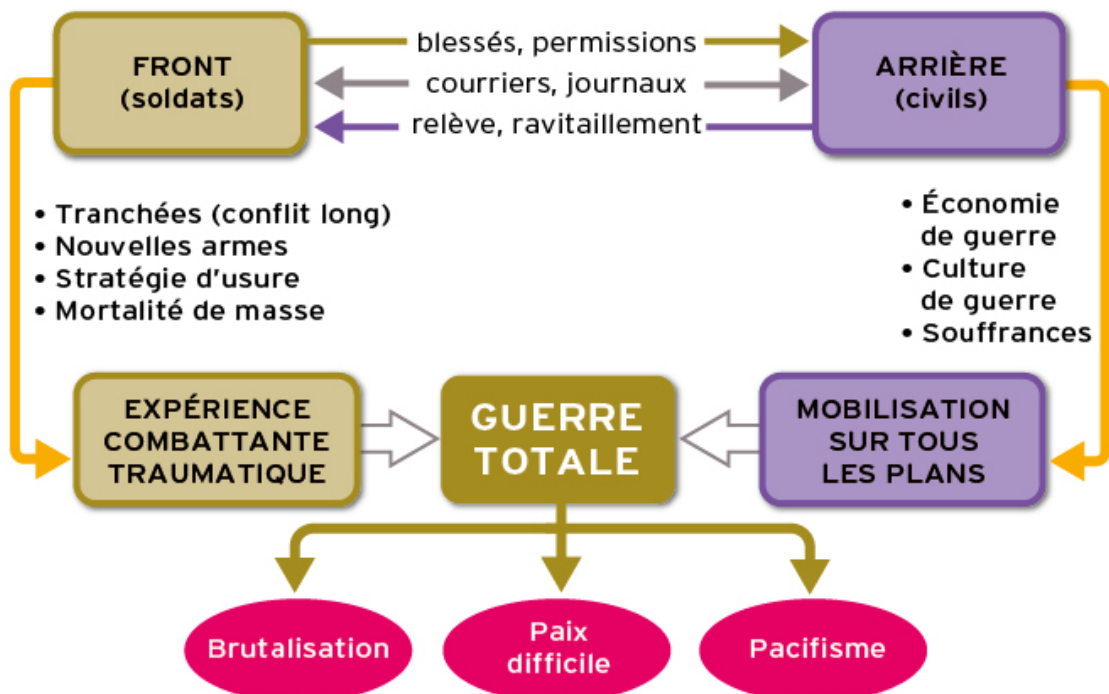 FRONT
(soldats)
blessés, permissions
courriers, journaux
relève, ravitaillement
ARRIÈRE
(civils)
• Tranchées (conflit long)
• Nouvelles armes
• Stratégie d'usure
• Mortalité de masse
• Économie
de guerre
• Culture
de guerre
• Souffrances
EXPÉRIENCE
COMBATTANTE
TRAUMATIQUE
GUERRE
TOTALE
MOBILISATION
SUR TOUS
LES PLANS
Brutalisation
Paix
difficile
Pacifisme